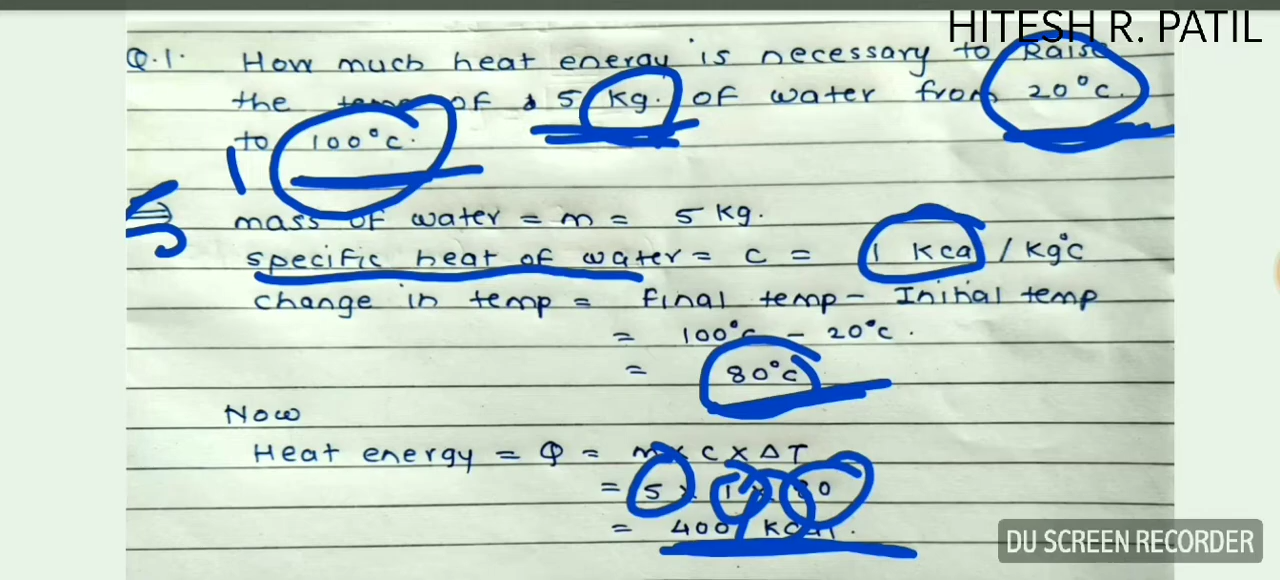 HITESH R. PATIL
Q.1. How much heat energy is necessary to Raise
the temp of 5 kg. of water from 20°c.
to 100°c.
⇒ mass of water = m = 5 kg.
specific heat of water = c = 1 kcal / kg°c
change in temp = Final temp - Initial temp
= 100°c - 20°c.
= 80°c
Now
Heat energy = Q = m x c x ΔT
= 5 x 1 x 80
= 400 kcal.
DU SCREEN RECORDER